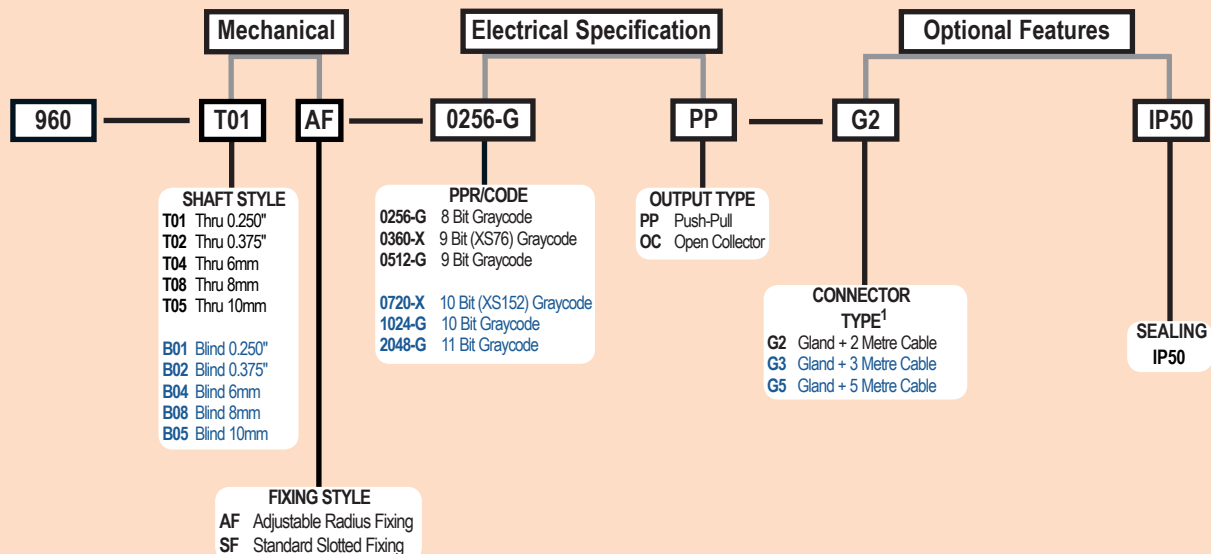 Mechanical
Electrical Specification
Optional Features
960
T01
AF
0256-G
PP
G2
IP50
SHAFT STYLE
T01 Thru 0.250"
T02 Thru 0.375"
T04 Thru 6mm
T08 Thru 8mm
T05 Thru 10mm
B01 Blind 0.250"
B02 Blind 0.375"
B04 Blind 6mm
B08 Blind 8mm
B05 Blind 10mm
FIXING STYLE
AF Adjustable Radius Fixing
SF Standard Slotted Fixing
PPR/CODE
0256-G 8 Bit Graycode
0360-X 9 Bit (XS76) Graycode
0512-G 9 Bit Graycode
0720-X 10 Bit (XS152) Graycode
1024-G 10 Bit Graycode
2048-G 11 Bit Graycode
OUTPUT TYPE
PP Push-Pull
OC Open Collector
CONNECTOR
TYPE¹
G2 Gland + 2 Metre Cable
G3 Gland + 3 Metre Cable
G5 Gland + 5 Metre Cable
SEALING
IP50